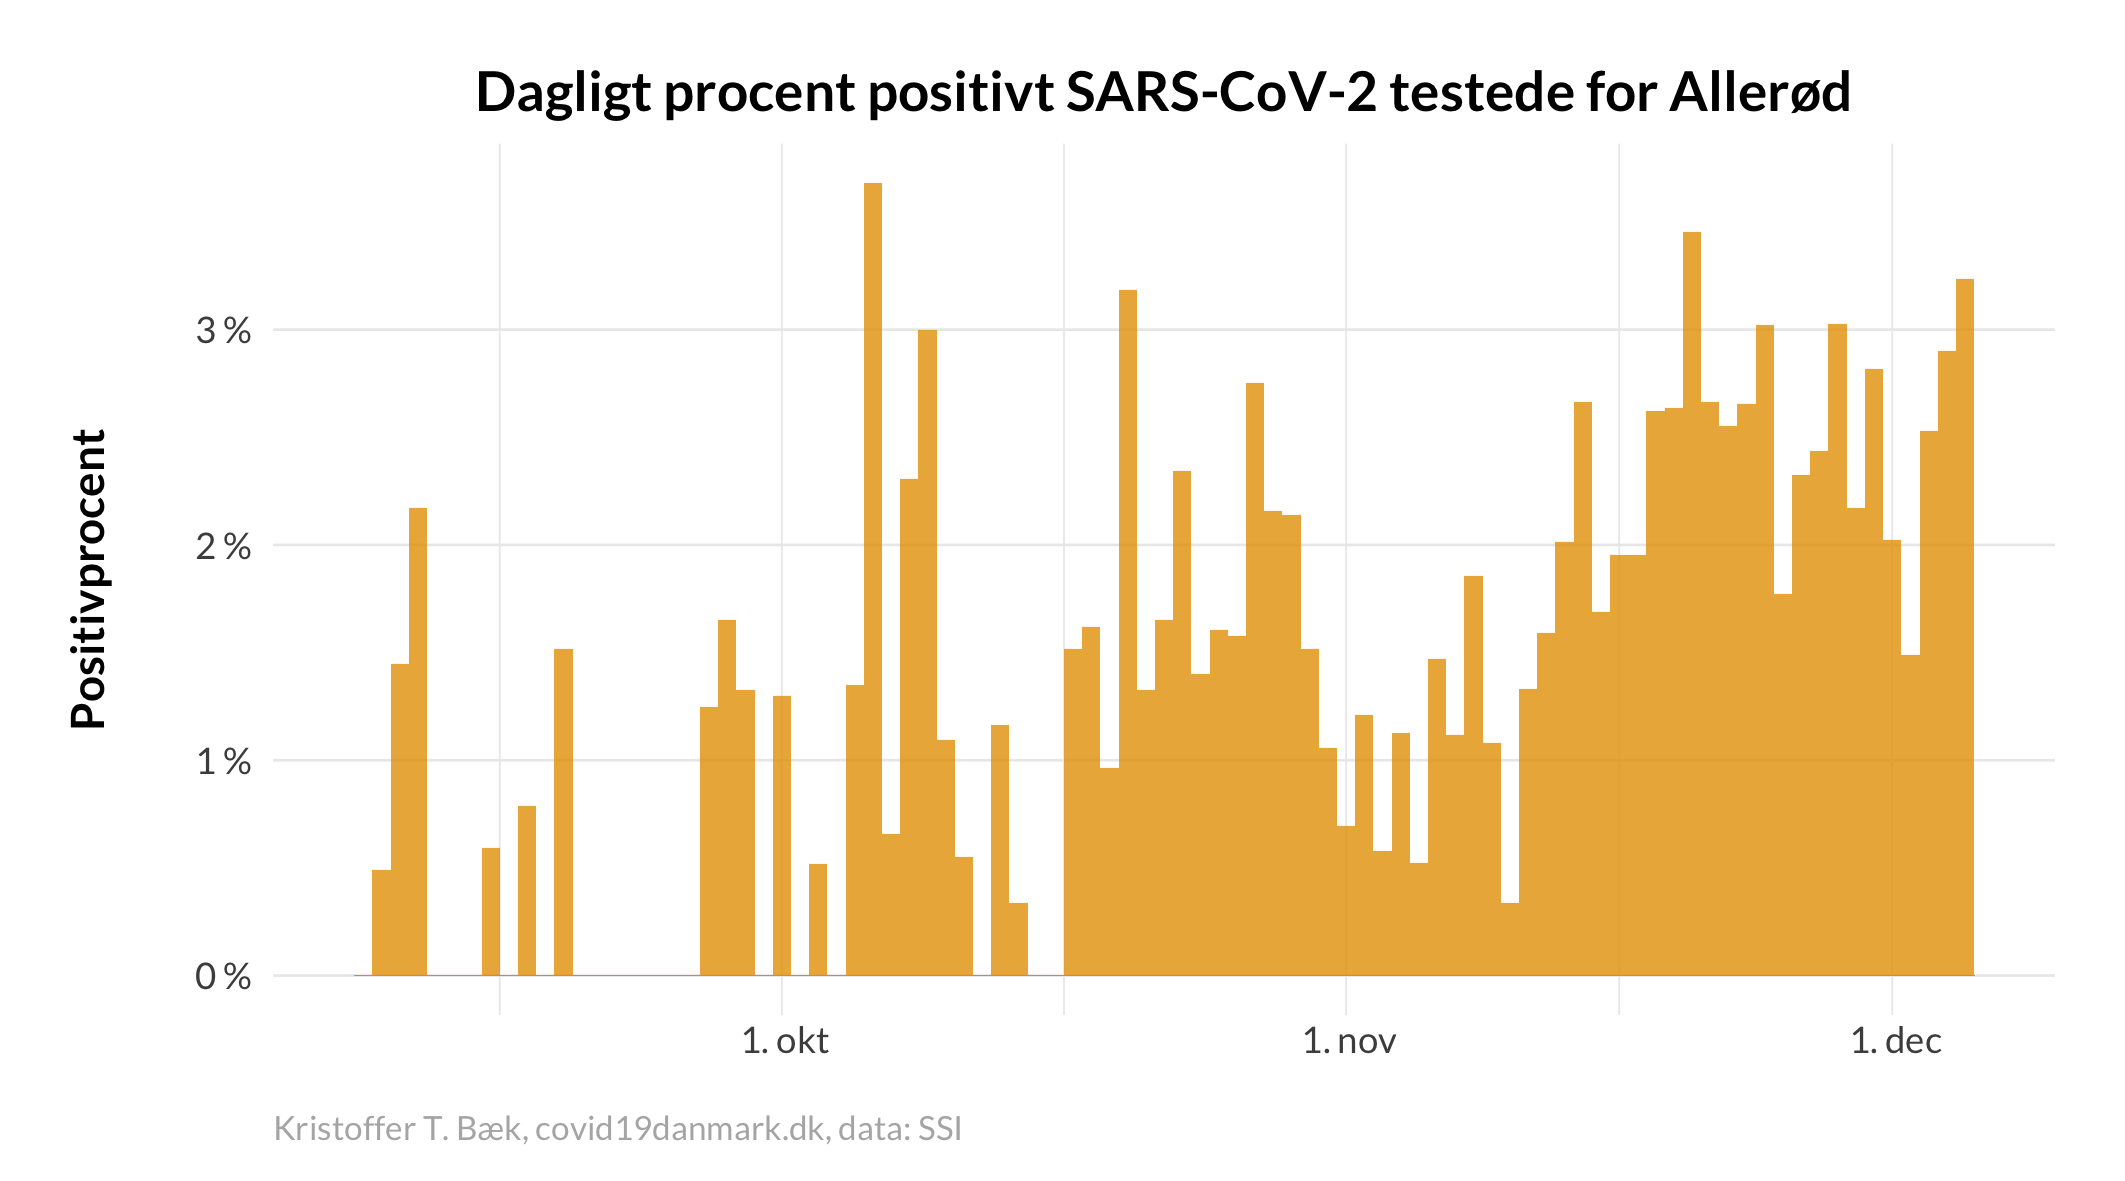 Dagligt procent positivt SARS-CoV-2 testede for Allerød
Positivprocent
3 %
2 %
1 %
0 %
1. okt
1. nov
1. dec
Kristoffer T. Bæk, covid19danmark.dk, data: SSI